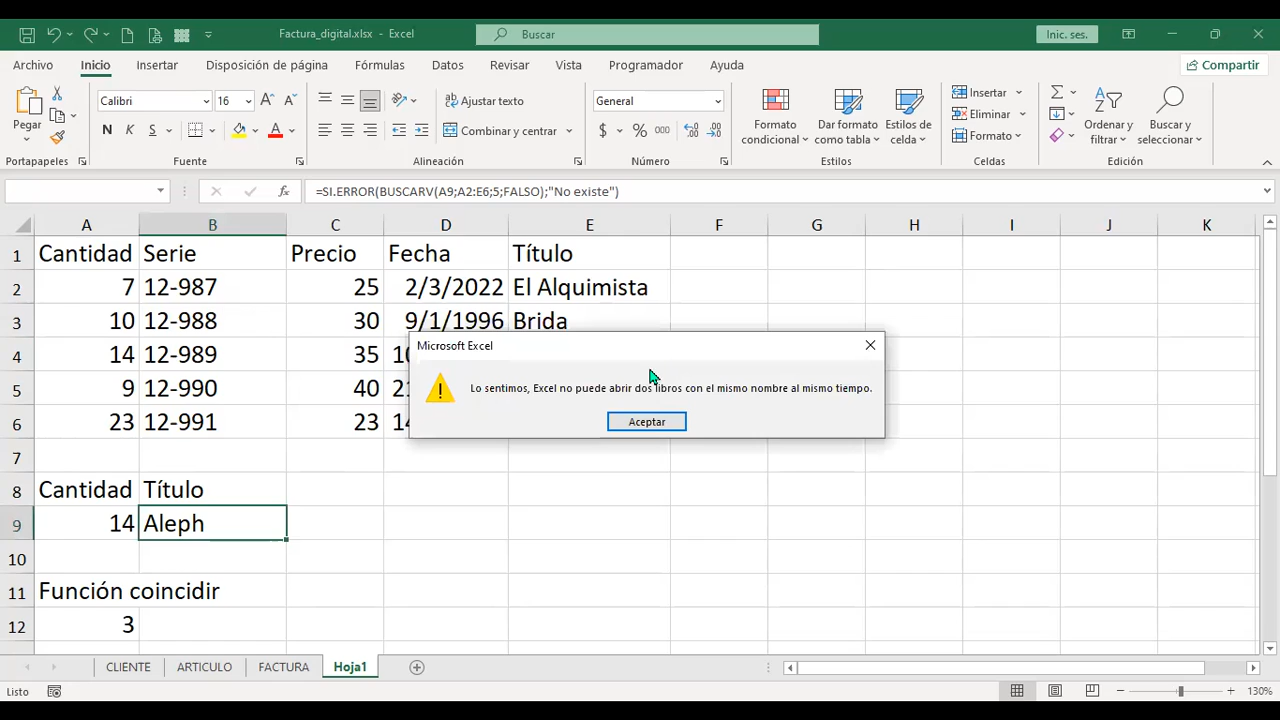 Factura_digital.xlsx - Excel
Buscar
Inic. ses.
Archivo Inicio Insertar Disposición de página Fórmulas Datos Revisar Vista Programador Ayuda Compartir
Pegar
Portapapeles
Calibri 16
N K S
Fuente
Ajustar texto
Combinar y centrar
Alineación
General
$ % 000
Número
Formato condicional
Dar formato como tabla
Estilos de celda
Estilos
Insertar
Eliminar
Formato
Celdas
Ordenar y filtrar
Buscar y seleccionar
Edición
fx =SI.ERROR(BUSCARV(A9;A2:E6;5;FALSO);"No existe")
A B C D E F G H I J K
1 Cantidad Serie Precio Fecha Título
2 7 12-987 25 2/3/2022 El Alquimista
3 10 12-988 30 9/1/1996 Brida
4 14 12-989 35 10
5 9 12-990 40 21
6 23 12-991 23 14
7
8 Cantidad Título
9 14 Aleph
10
11 Función coincidir
12 3
Microsoft Excel
Lo sentimos, Excel no puede abrir dos libros con el mismo nombre al mismo tiempo.
Aceptar
CLIENTE ARTICULO FACTURA Hoja1
Listo
130%